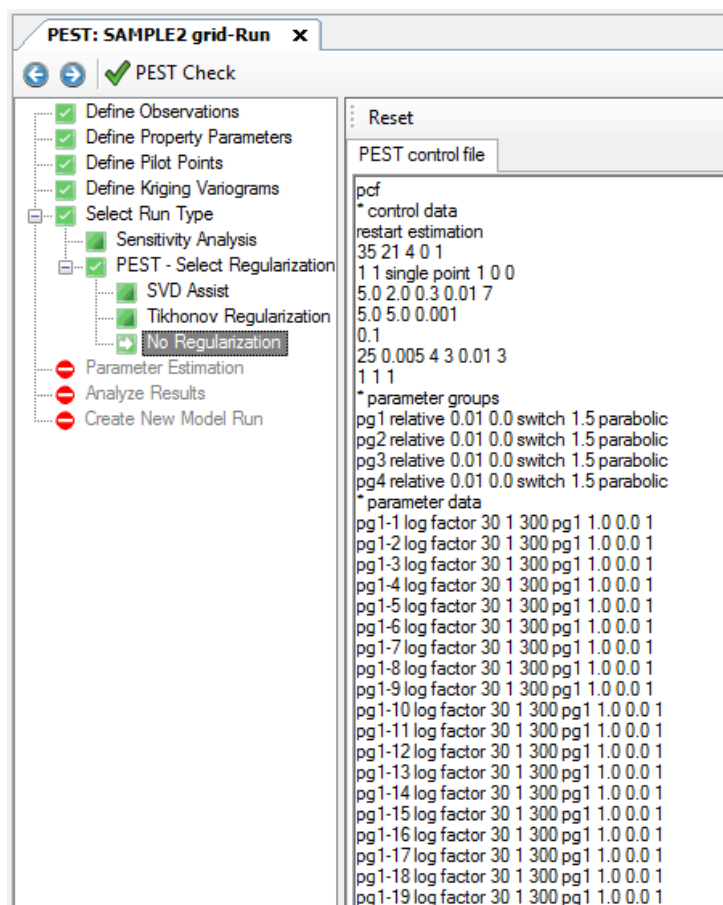 PEST: SAMPLE2 grid-Run x
PEST Check
Define Observations
Define Property Parameters
Define Pilot Points
Define Kriging Variograms
Select Run Type
Sensitivity Analysis
PEST - Select Regularization
SVD Assist
Tikhonov Regularization
No Regularization
Parameter Estimation
Analyze Results
Create New Model Run
Reset
PEST control file
pcf
* control data
restart estimation
35 21 4 0 1
1 1 single point 1 0 0
5.0 2.0 0.3 0.01 7
5.0 5.0 0.001
0.1
25 0.005 4 3 0.01 3
1 1 1
* parameter groups
pg1 relative 0.01 0.0 switch 1.5 parabolic
pg2 relative 0.01 0.0 switch 1.5 parabolic
pg3 relative 0.01 0.0 switch 1.5 parabolic
pg4 relative 0.01 0.0 switch 1.5 parabolic
* parameter data
pg1-1 log factor 30 1 300 pg1 1.0 0.0 1
pg1-2 log factor 30 1 300 pg1 1.0 0.0 1
pg1-3 log factor 30 1 300 pg1 1.0 0.0 1
pg1-4 log factor 30 1 300 pg1 1.0 0.0 1
pg1-5 log factor 30 1 300 pg1 1.0 0.0 1
pg1-6 log factor 30 1 300 pg1 1.0 0.0 1
pg1-7 log factor 30 1 300 pg1 1.0 0.0 1
pg1-8 log factor 30 1 300 pg1 1.0 0.0 1
pg1-9 log factor 30 1 300 pg1 1.0 0.0 1
pg1-10 log factor 30 1 300 pg1 1.0 0.0 1
pg1-11 log factor 30 1 300 pg1 1.0 0.0 1
pg1-12 log factor 30 1 300 pg1 1.0 0.0 1
pg1-13 log factor 30 1 300 pg1 1.0 0.0 1
pg1-14 log factor 30 1 300 pg1 1.0 0.0 1
pg1-15 log factor 30 1 300 pg1 1.0 0.0 1
pg1-16 log factor 30 1 300 pg1 1.0 0.0 1
pg1-17 log factor 30 1 300 pg1 1.0 0.0 1
pg1-18 log factor 30 1 300 pg1 1.0 0.0 1
pg1-19 log factor 30 1 300 pg1 1.0 0.0 1